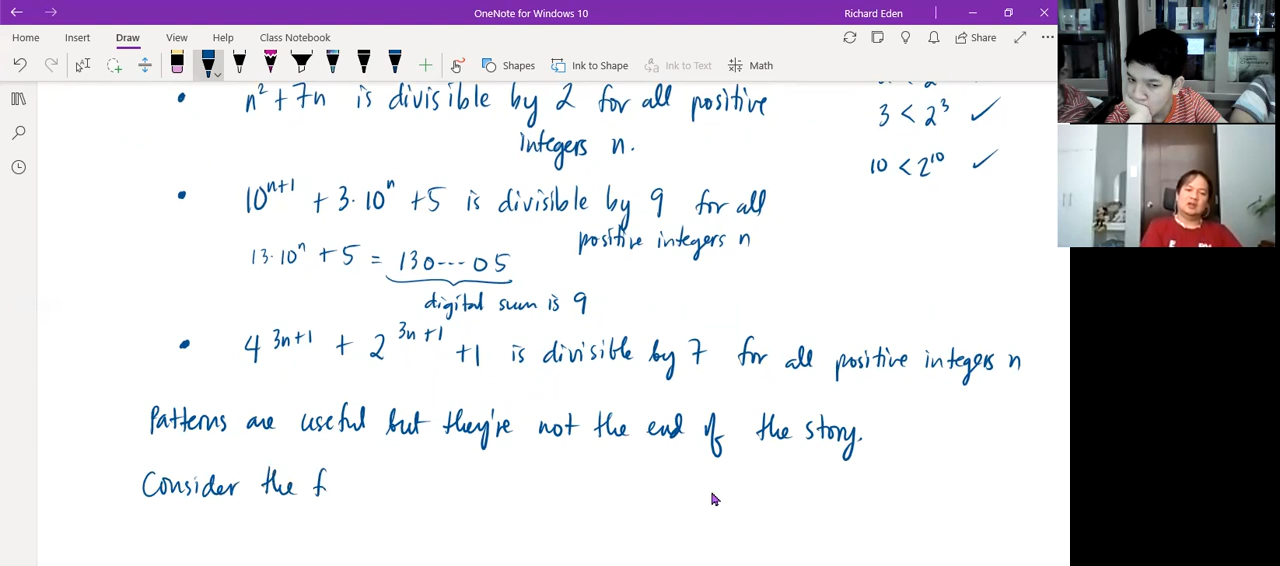 OneNote for Windows 10
Richard Eden
Home Insert Draw View Help Class Notebook
Share
Shapes Ink to Shape Ink to Text Math
• n² + 7n is divisible by 2 for all positive
integers n.
3 < 2³ ✓
10 < 2¹⁰ ✓
• 10ⁿ⁺¹ + 3·10ⁿ + 5 is divisible by 9 for all
positive integers n
13·10ⁿ + 5 = 130---05
digital sum is 9
• 4³ⁿ⁺¹ + 2³ⁿ⁺¹ + 1 is divisible by 7 for all positive integers n
Patterns are useful but they're not the end of the story.
Consider the f